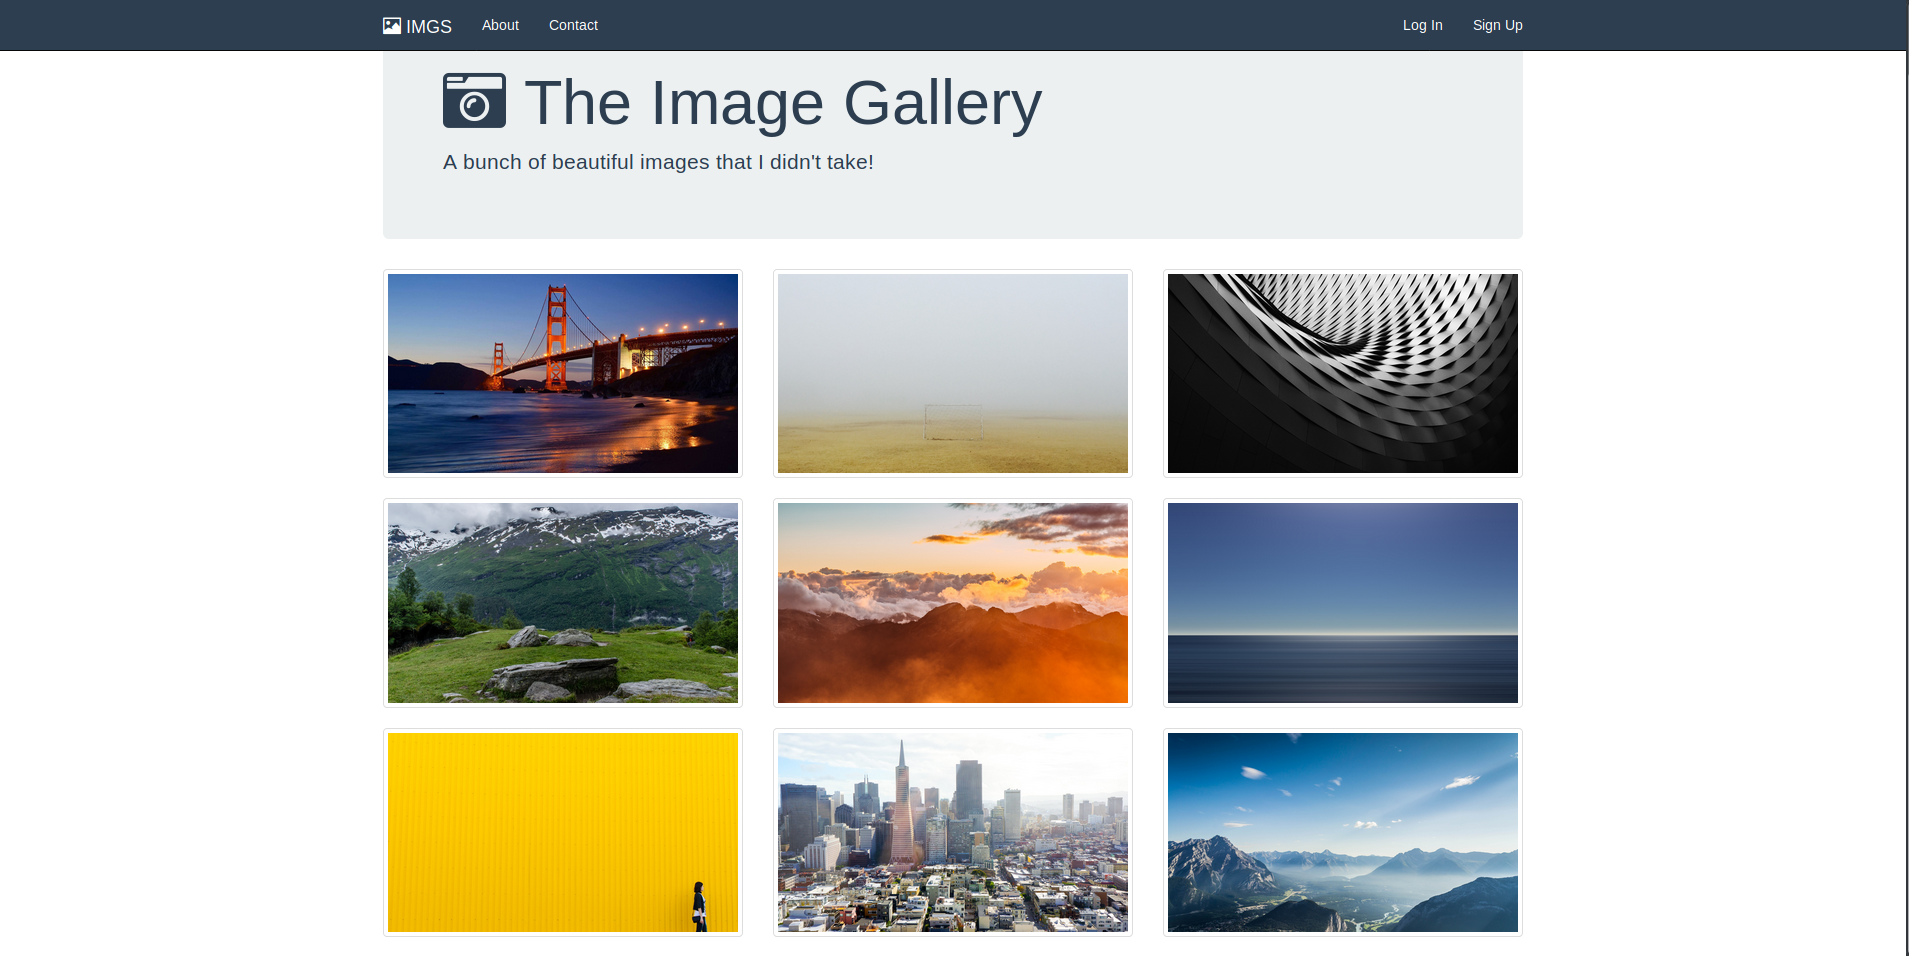 IMGS About Contact Log In Sign Up
The Image Gallery
A bunch of beautiful images that I didn't take!